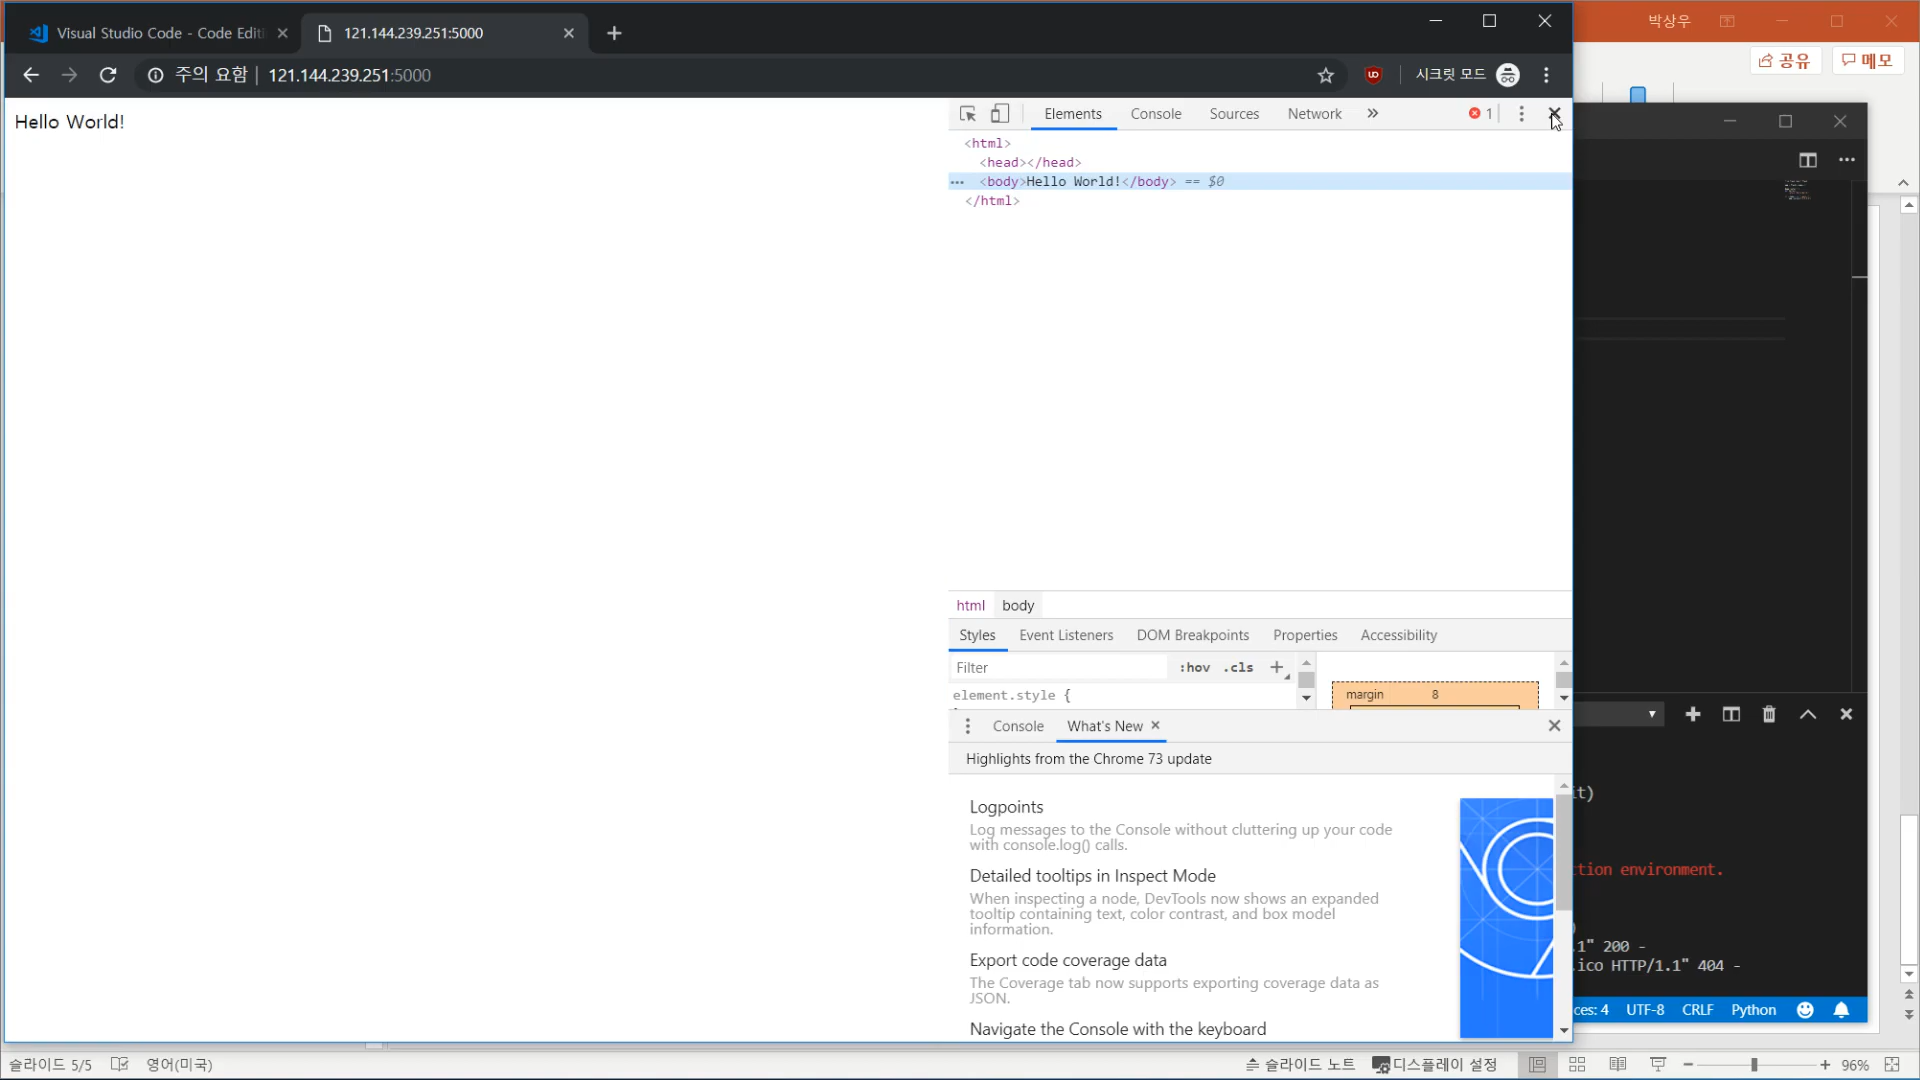 Visual Studio Code - Code Edit
121.144.239.251:5000
박상우
주의 요함 | 121.144.239.251:5000
시크릿 모드
공유
메모
Hello World!
Elements
Console
Sources
Network
1
<html>
<head></head>
<body>Hello World!</body> == $0
</html>
html
body
Styles
Event Listeners
DOM Breakpoints
Properties
Accessibility
Filter
:hov
.cls
element.style {
margin
8
Console
What's New
Highlights from the Chrome 73 update
Logpoints
Log messages to the Console without cluttering up your code
with console.log() calls.
Detailed tooltips in Inspect Mode
When inspecting a node, DevTools now shows an expanded
tooltip containing text, color contrast, and box model
information.
Export code coverage data
The Coverage tab now supports exporting coverage data as
JSON.
Navigate the Console with the keyboard
it)
tion environment.
)
.1" 200 -
.ico HTTP/1.1" 404 -
ces: 4
UTF-8
CRLF
Python
슬라이드 5/5
영어(미국)
슬라이드 노트
디스플레이 설정
96%